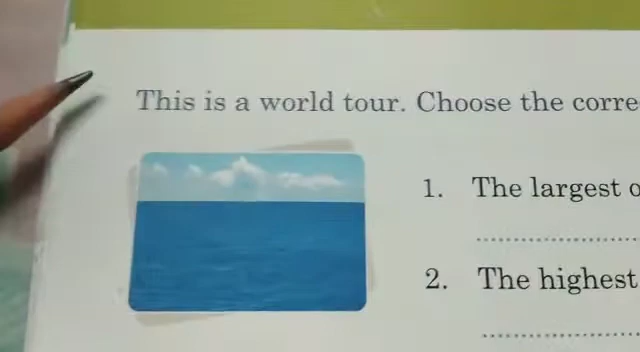 This is a world tour. Choose the corre
1. The largest o
2. The highest